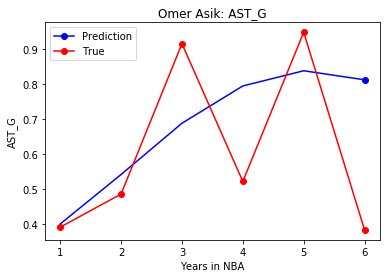 Omer Asik: AST_G
Prediction
True
0.9
0.8
0.7
0.6
0.5
0.4
AST_G
1 2 3 4 5 6
Years in NBA